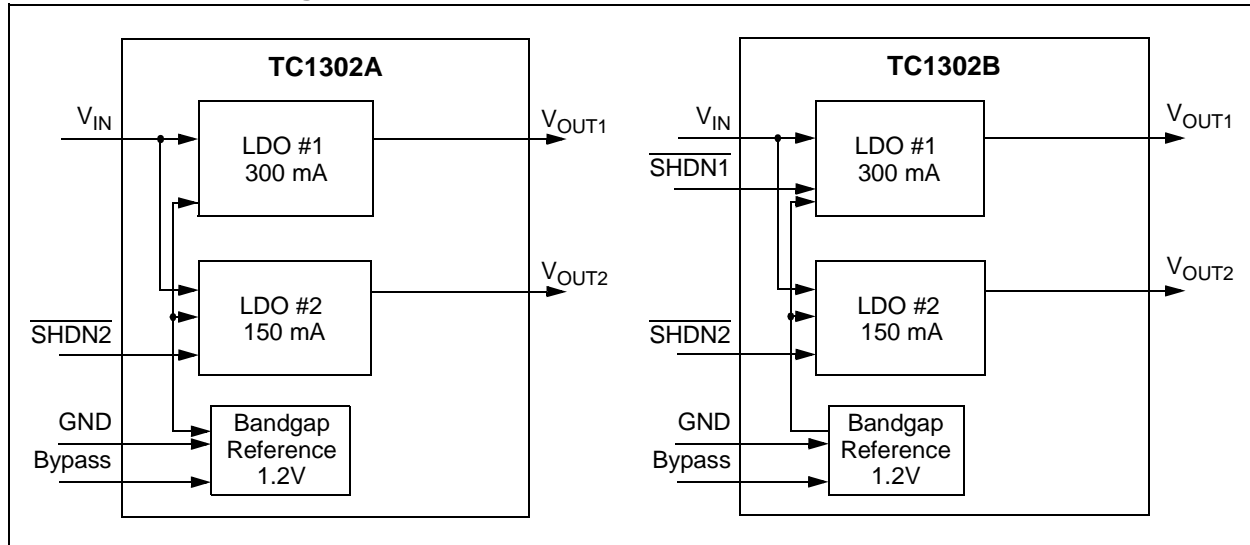 TC1302A
V_IN
LDO #1
300 mA
V_OUT1
LDO #2
150 mA
V_OUT2
SHDN2
GND
Bypass
Bandgap
Reference
1.2V
TC1302B
V_IN
SHDN1
LDO #1
300 mA
V_OUT1
LDO #2
150 mA
V_OUT2
SHDN2
GND
Bypass
Bandgap
Reference
1.2V